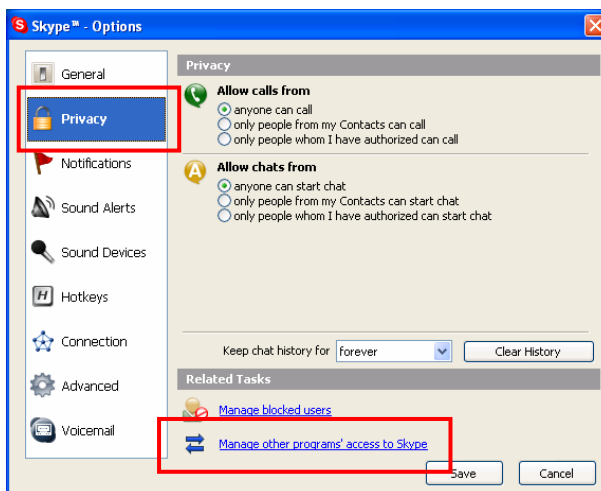 Skype™ - Options
General
Privacy
Notifications
Sound Alerts
Sound Devices
Hotkeys
Connection
Advanced
Voicemail
Privacy
Allow calls from
anyone can call
only people from my Contacts can call
only people whom I have authorized can call
Allow chats from
anyone can start chat
only people from my Contacts can start chat
only people whom I have authorized can start chat
Keep chat history for forever Clear History
Related Tasks
Manage blocked users
Manage other programs' access to Skype
Save Cancel